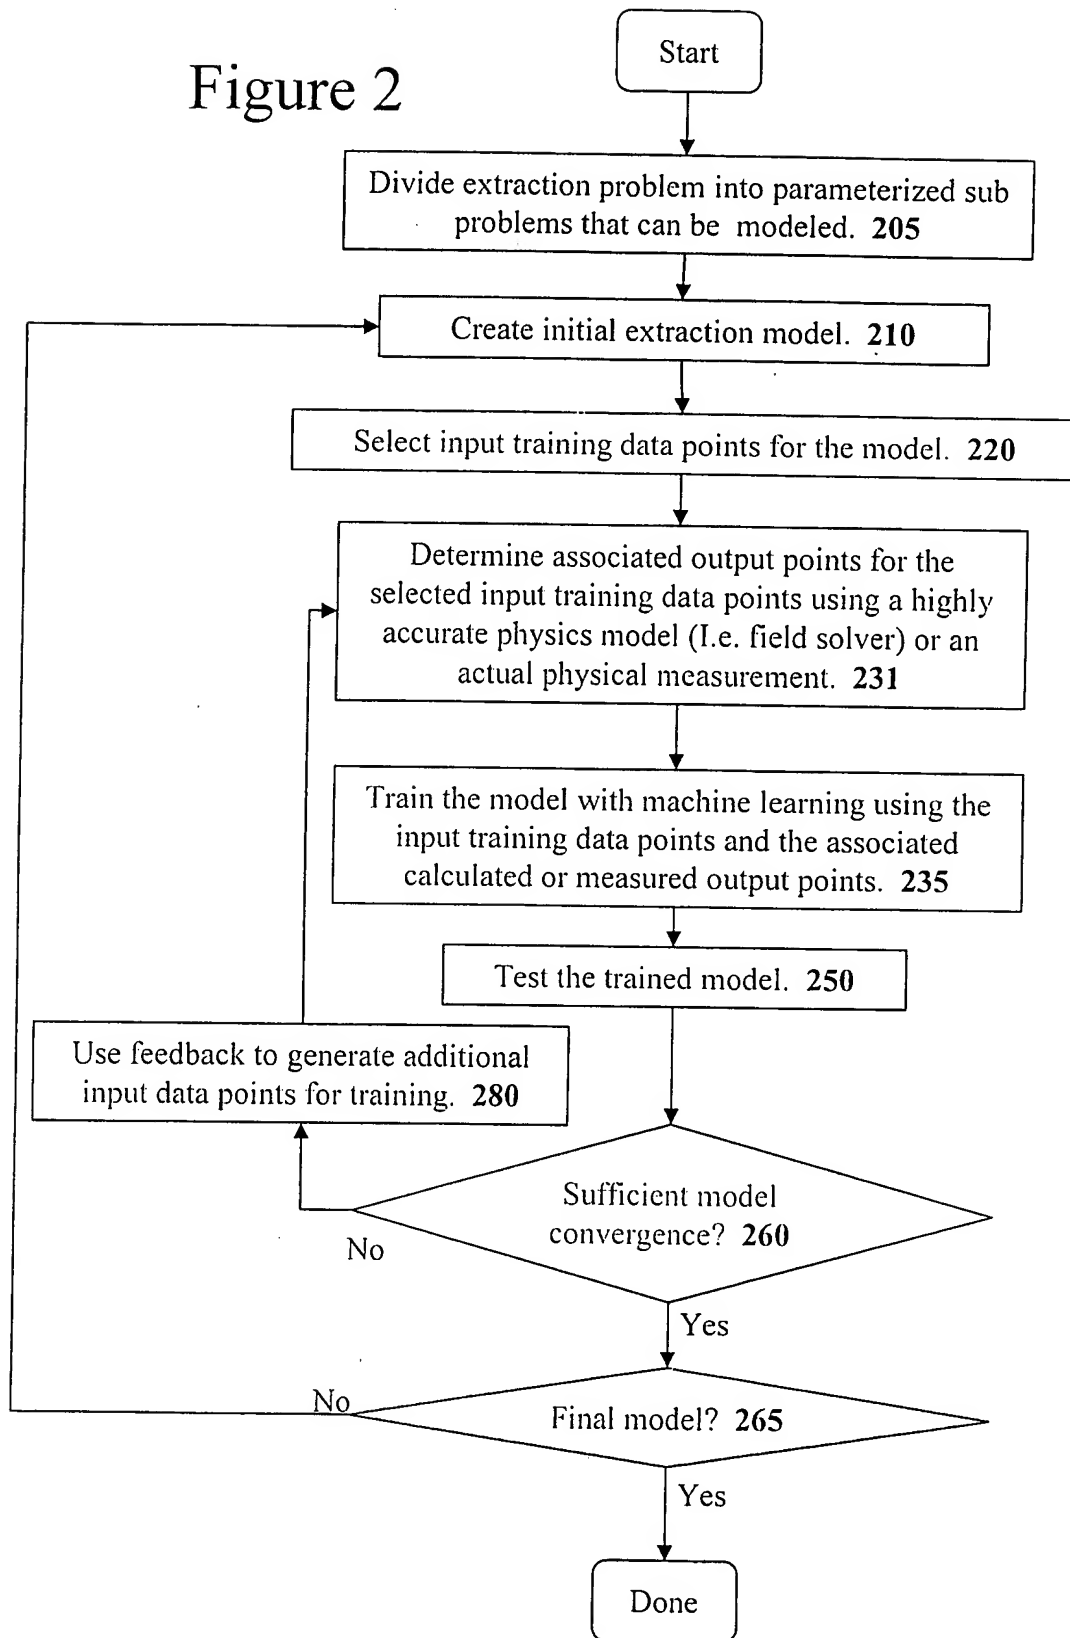 Figure 2
Start
Divide extraction problem into parameterized sub
problems that can be modeled. 205
Create initial extraction model. 210
Select input training data points for the model. 220
Determine associated output points for the
selected input training data points using a highly
accurate physics model (I.e. field solver) or an
actual physical measurement. 231
Train the model with machine learning using the
input training data points and the associated
calculated or measured output points. 235
Test the trained model. 250
Use feedback to generate additional
input data points for training. 280
Sufficient model
convergence? 260
No
Yes
No
Final model? 265
Yes
Done